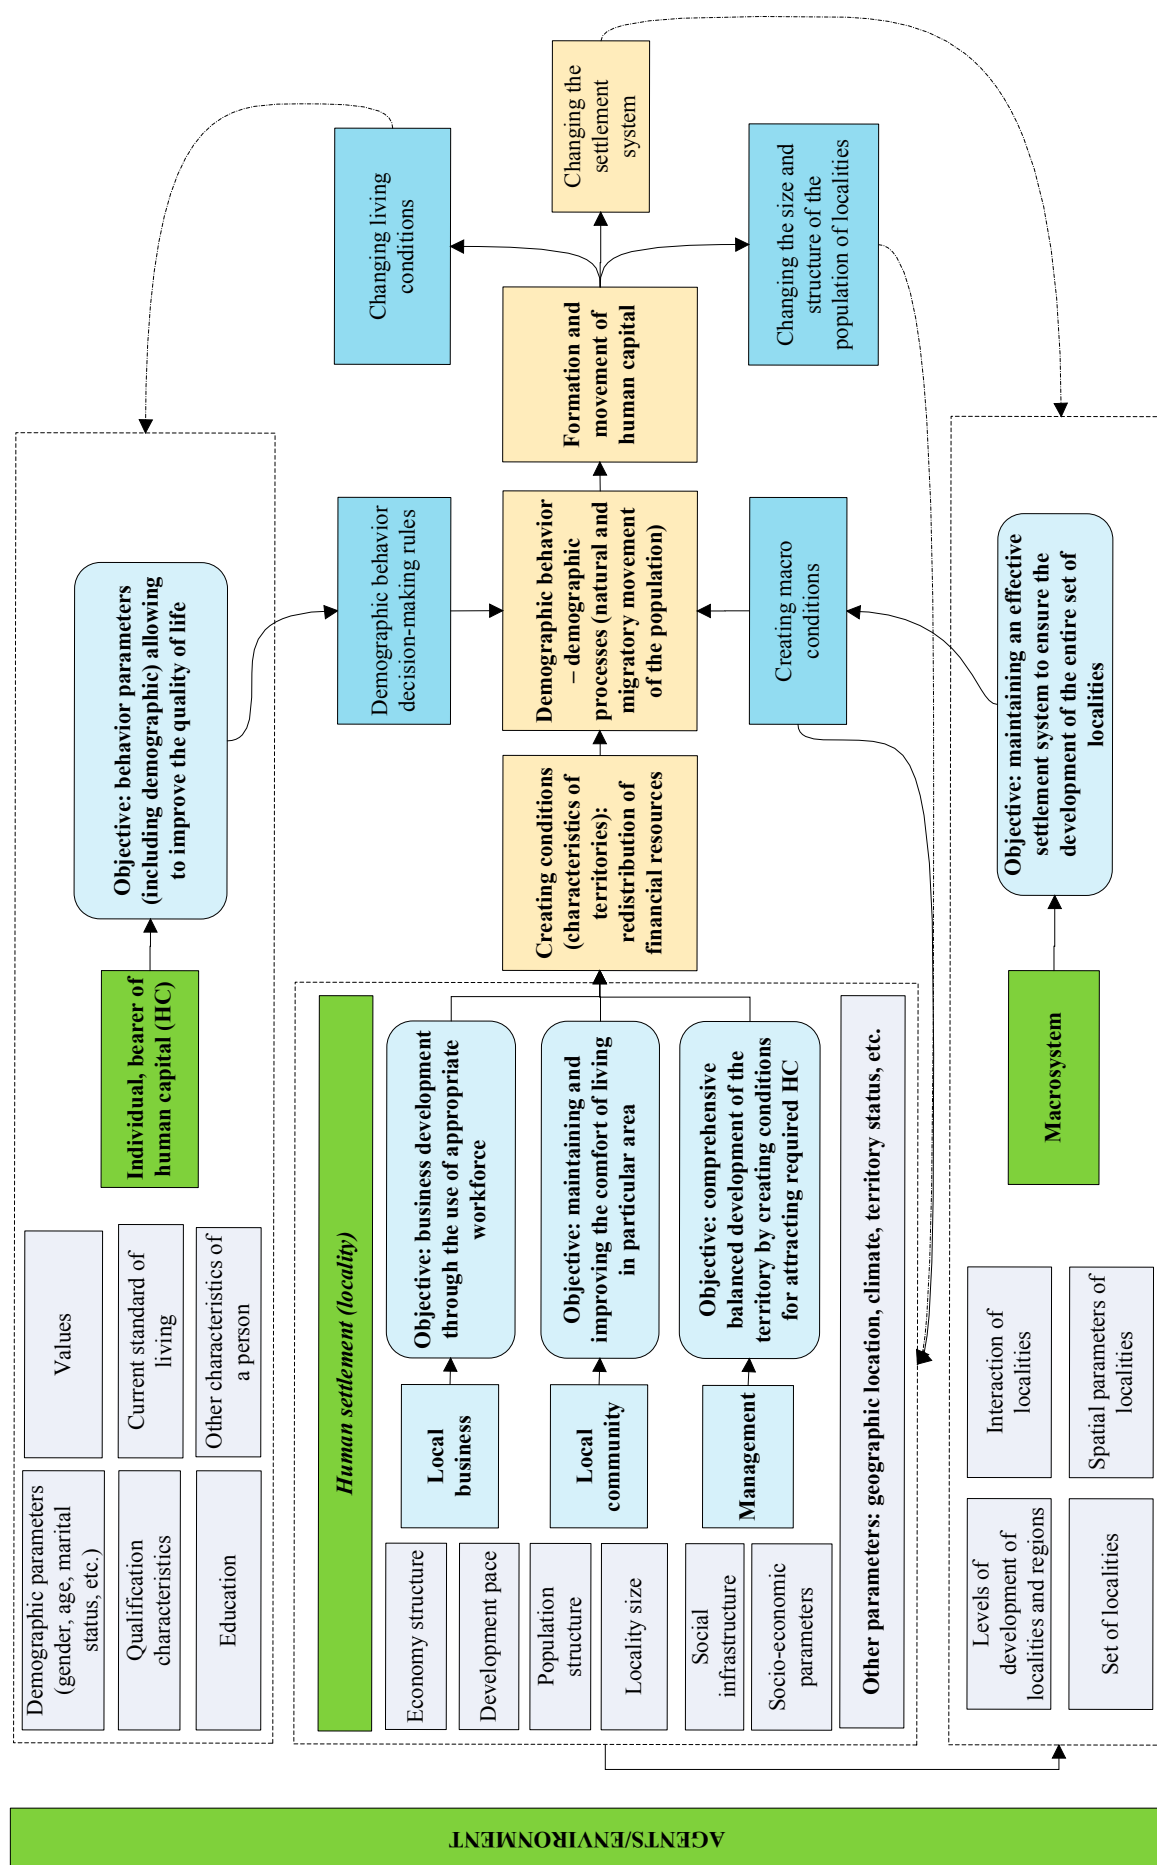 AGENTS/ENVIRONMENT
Demographic parameters
(gender, age, marital
status, etc.)
Values
Qualification
characteristics
Current standard of
living
Education
Other characteristics of
a person
Individual, bearer of
human capital (HC)
Objective: behavior parameters
(including demographic) allowing
to improve the quality of life
Human settlement (locality)
Economy structure
Development pace
Local
business
Objective: business development
through the use of appropriate
workforce
Population
structure
Locality size
Local
community
Objective: maintaining and
improving the comfort of living
in particular area
Social
infrastructure
Socio-economic
parameters
Management
Objective: comprehensive
balanced development of the
territory by creating conditions
for attracting required HC
Other parameters: geographic location, climate, territory status, etc.
Levels of
development of
localities and regions
Interaction of
localities
Set of localities
Spatial parameters of
localities
Macrosystem
Objective: maintaining an effective
settlement system to ensure the
development of the entire set of
localities
Creating conditions
(characteristics of
territories):
redistribution of
financial resources
Demographic behavior
decision-making rules
Demographic behavior
– demographic
processes (natural and
migratory movement
of the population)
Creating macro
conditions
Formation and
movement of
human capital
Changing living
conditions
Changing the
settlement
system
Changing the size and
structure of the
population of localities